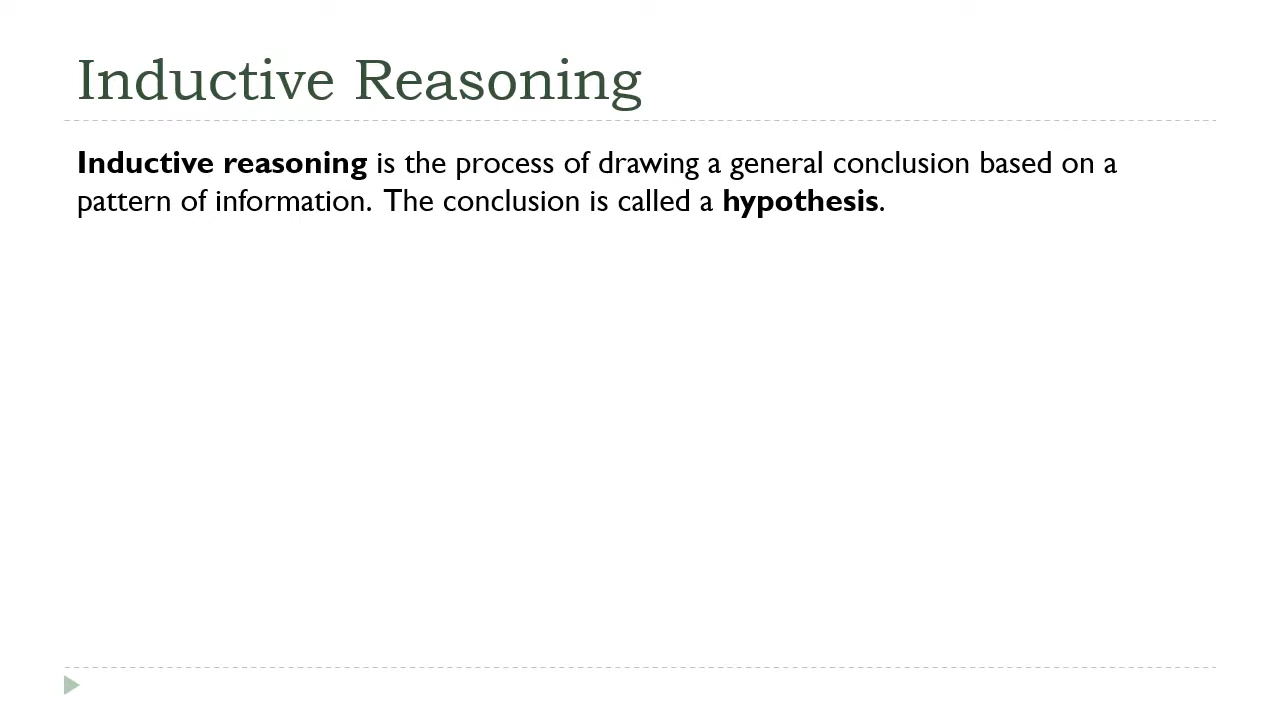 Inductive Reasoning
Inductive reasoning is the process of drawing a general conclusion based on a
pattern of information. The conclusion is called a hypothesis.